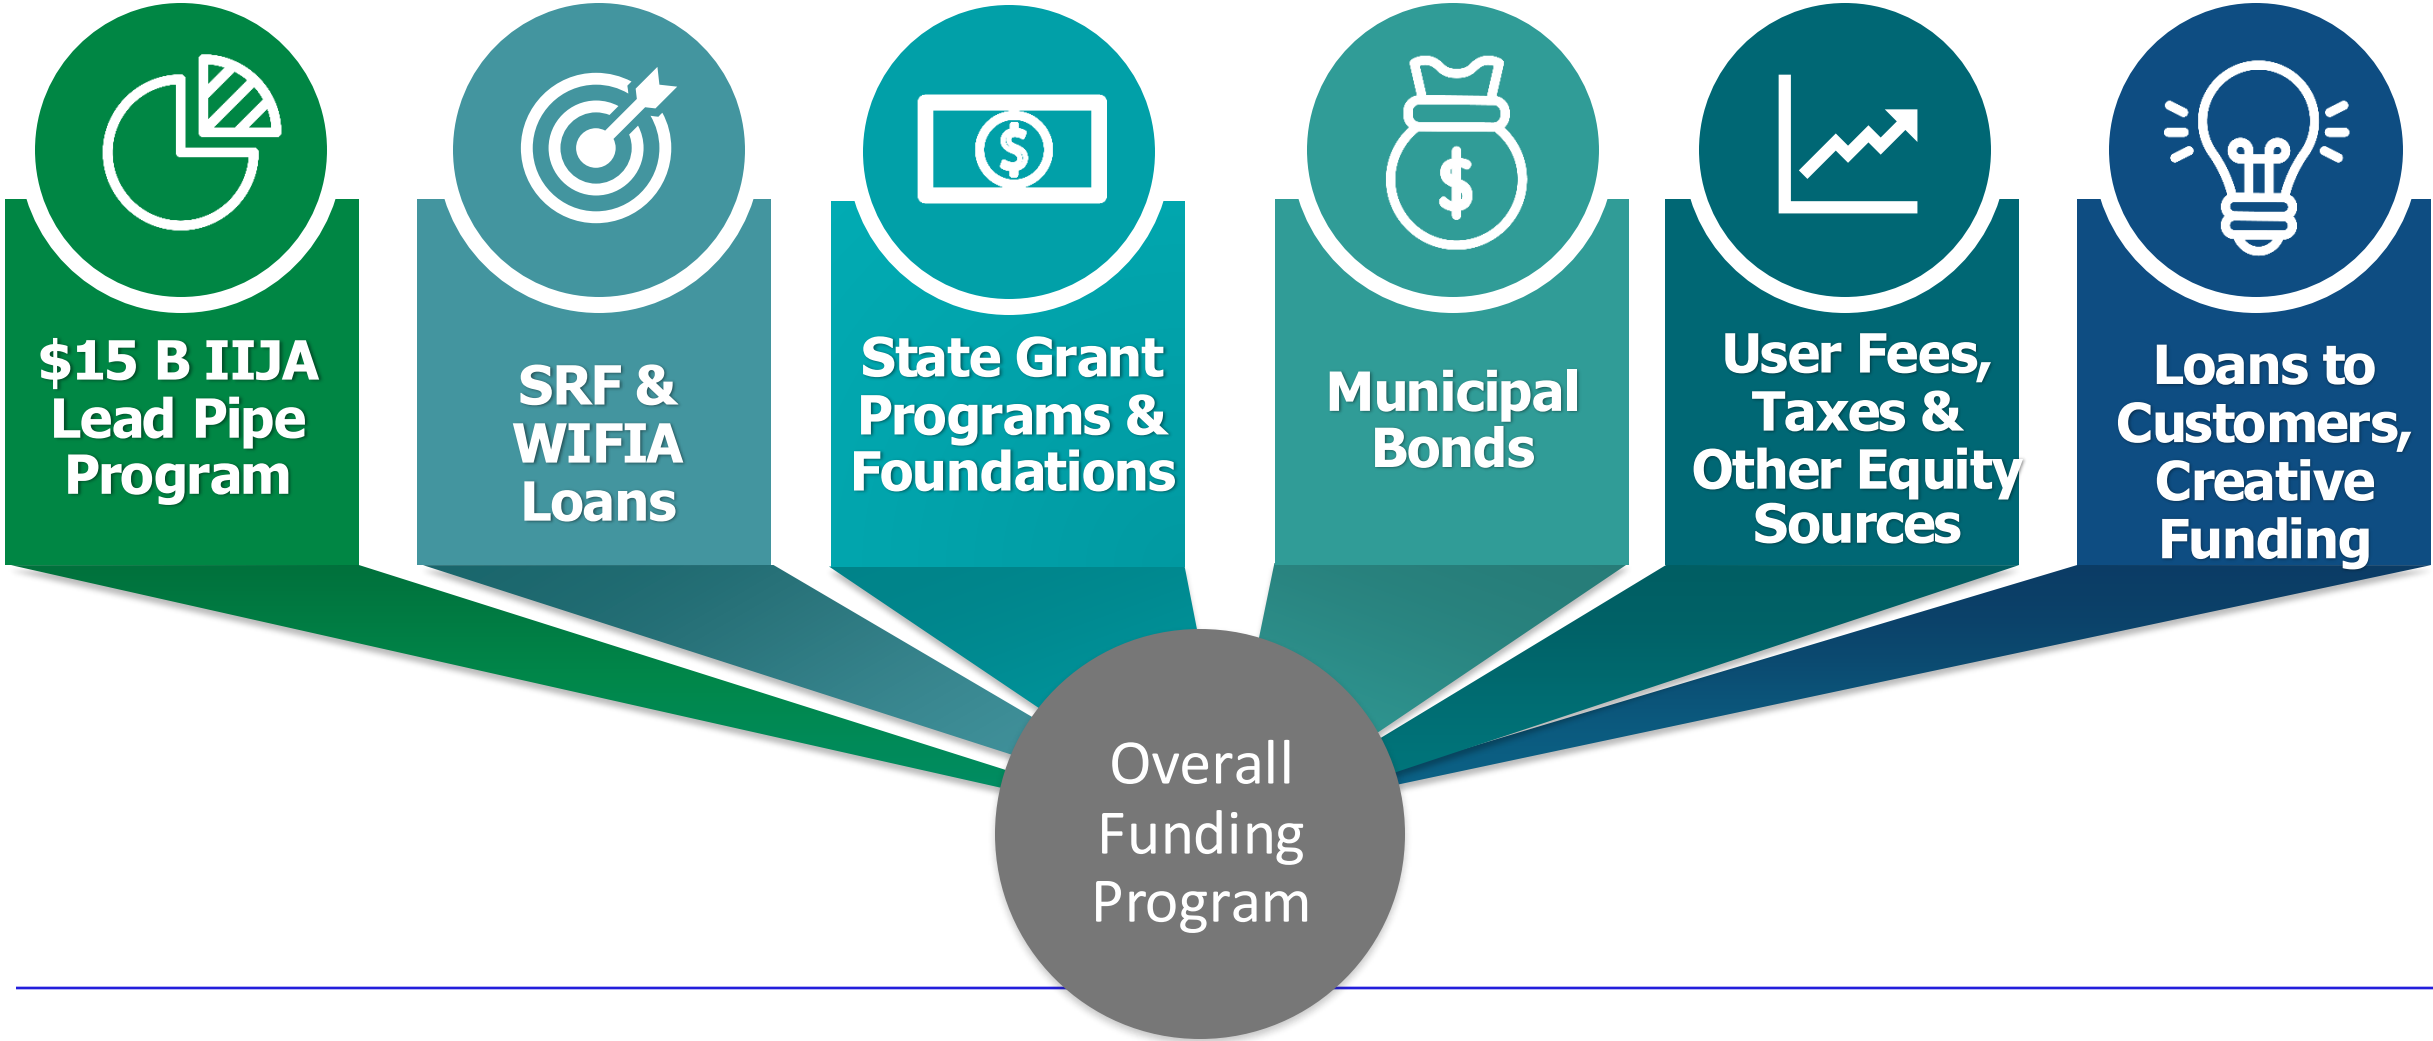 $15 B IIJA
Lead Pipe
Program
SRF &
WIFIA
Loans
State Grant
Programs &
Foundations
Municipal
Bonds
User Fees,
Taxes &
Other Equity
Sources
Loans to
Customers,
Creative
Funding
Overall
Funding
Program